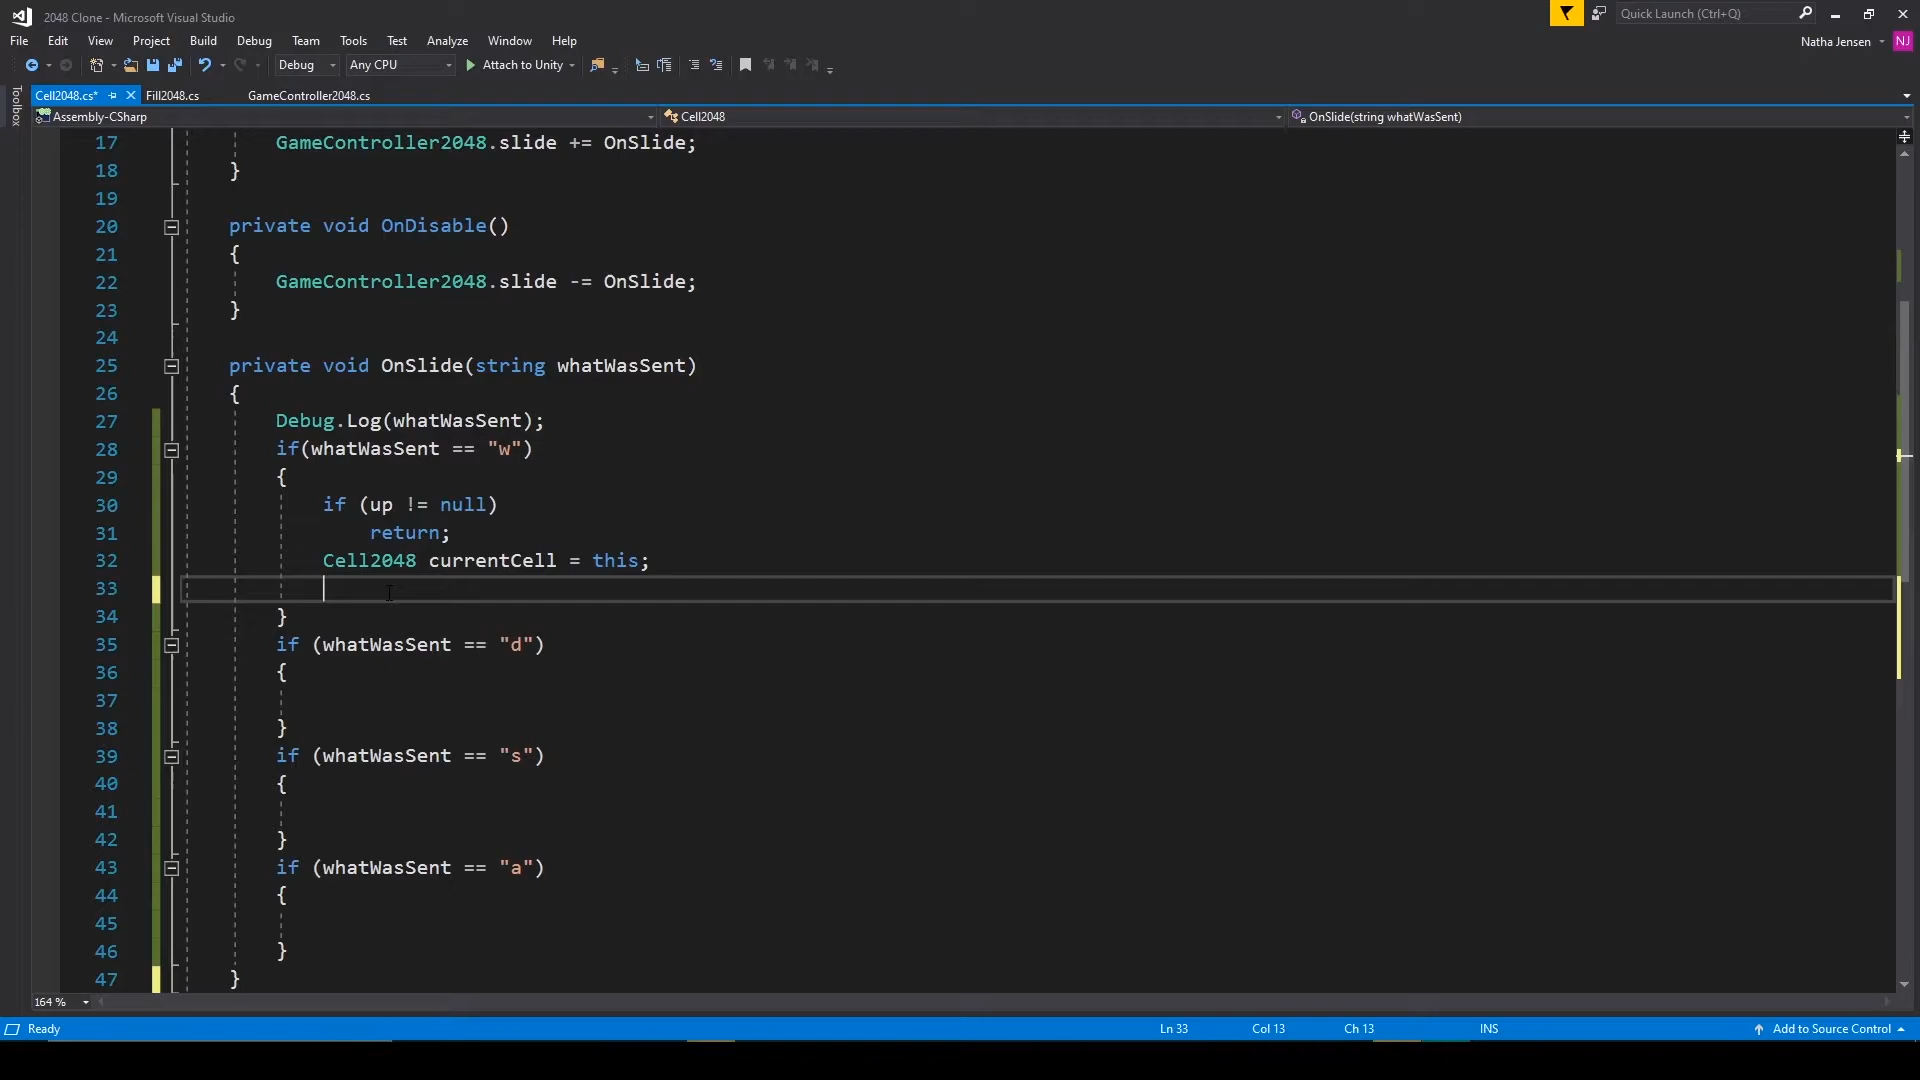 2048 Clone - Microsoft Visual Studio
Quick Launch (Ctrl+Q)
File Edit View Project Build Debug Team Tools Test Analyze Window Help
Natha Jensen NJ
Debug Any CPU Attach to Unity
Toolbox
Cell2048.cs* Fill2048.cs GameController2048.cs
Assembly-CSharp Cell2048 OnSlide(string whatWasSent)
17 GameController2048.slide += OnSlide;
18 }
19
20 private void OnDisable()
21 {
22 GameController2048.slide -= OnSlide;
23 }
24
25 private void OnSlide(string whatWasSent)
26 {
27 Debug.Log(whatWasSent);
28 if(whatWasSent == "w")
29 {
30 if (up != null)
31 return;
32 Cell2048 currentCell = this;
33
34 }
35 if (whatWasSent == "d")
36 {
37
38 }
39 if (whatWasSent == "s")
40 {
41
42 }
43 if (whatWasSent == "a")
44 {
45
46 }
47 }
164 %
Ready Ln 33 Col 13 Ch 13 INS Add to Source Control